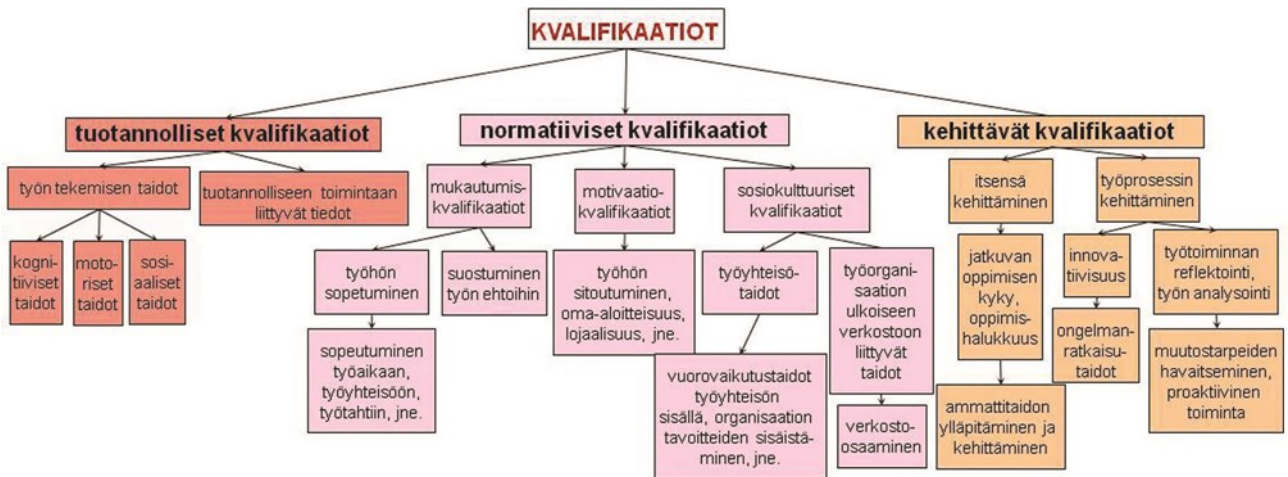 KVALIFIKAATIOT
tuotannolliset kvalifikaatiot
normatiiviset kvalifikaatiot
kehittävät kvalifikaatiot
työn tekemisen taidot
tuotannolliseen toimintaan
liittyvät tiedot
mukautumis-
kvalifikaatiot
motivaatio-
kvalifikaatiot
sosiokulttuuriset
kvalifikaatiot
itsensä
kehittäminen
työprosessin
kehittäminen
kogni-
tiiviset
taidot
moto-
riset
taidot
sosi-
aaliset
taidot
työhön
sopetuminen
suostuminen
työn ehtoihin
työhön
sitoutuminen,
oma-aloitteisuus,
lojaalisuus, jne.
työyhteisö-
taidot
työorgani-
saation
ulkoiseen
verkostoon
liittyvät
taidot
jatkuvan
oppimisen
kyky,
oppimis-
halukkuus
innova-
tiivisuus
työtoiminnan
reflektointi,
työn analysointi
sopeutuminen
työaikaan,
työyhteisöön,
työtahtiin, jne.
vuorovaikutustaidot
työyhteisön
sisällä, organisaation
tavoitteiden sisäistä-
minen, jne.
verkosto-
osaaminen
ammattitaidon
ylläpitäminen ja
kehittäminen
ongelman-
ratkaisu-
taidot
muutostarpeiden
havaitseminen,
proaktiivinen
toiminta